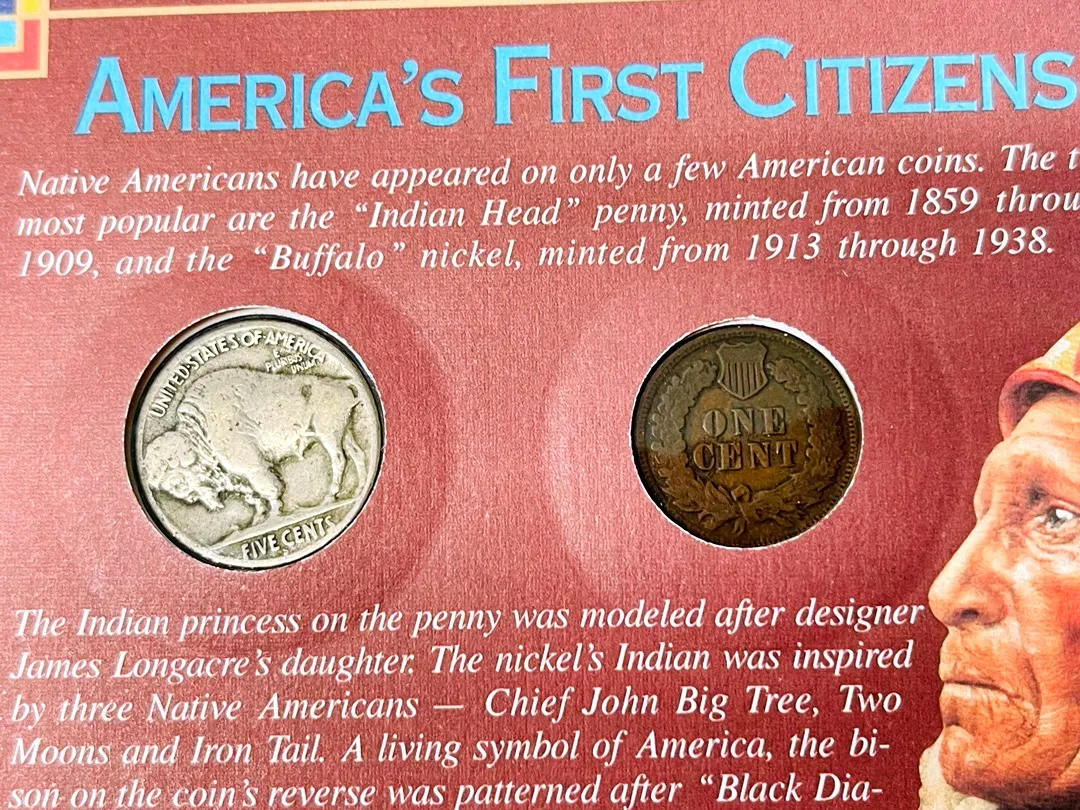 AMERICA'S FIRST CITIZENS
Native Americans have appeared on only a few American coins. The
most popular are the “Indian Head” penny, minted from 1859 throu
1909, and the “Buffalo” nickel, minted from 1913 through 1938.
UNITED STATES OF AMERICA
E
PLURIBUS
UNUM
FIVE CENTS
ONE
CENT
The Indian princess on the penny was modeled after designer
James Longacre's daughter. The nickel's Indian was inspired
by three Native Americans — Chief John Big Tree, Two
Moons and Iron Tail. A living symbol of America, the bi-
son on the coin's reverse was patterned after “Black Dia-